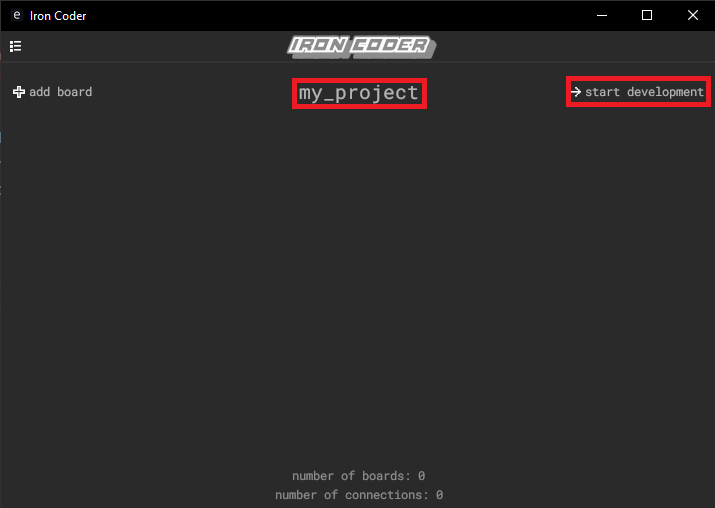 Iron Coder
IRON CODER
add board
my_project
start development
number of boards: 0
number of connections: 0